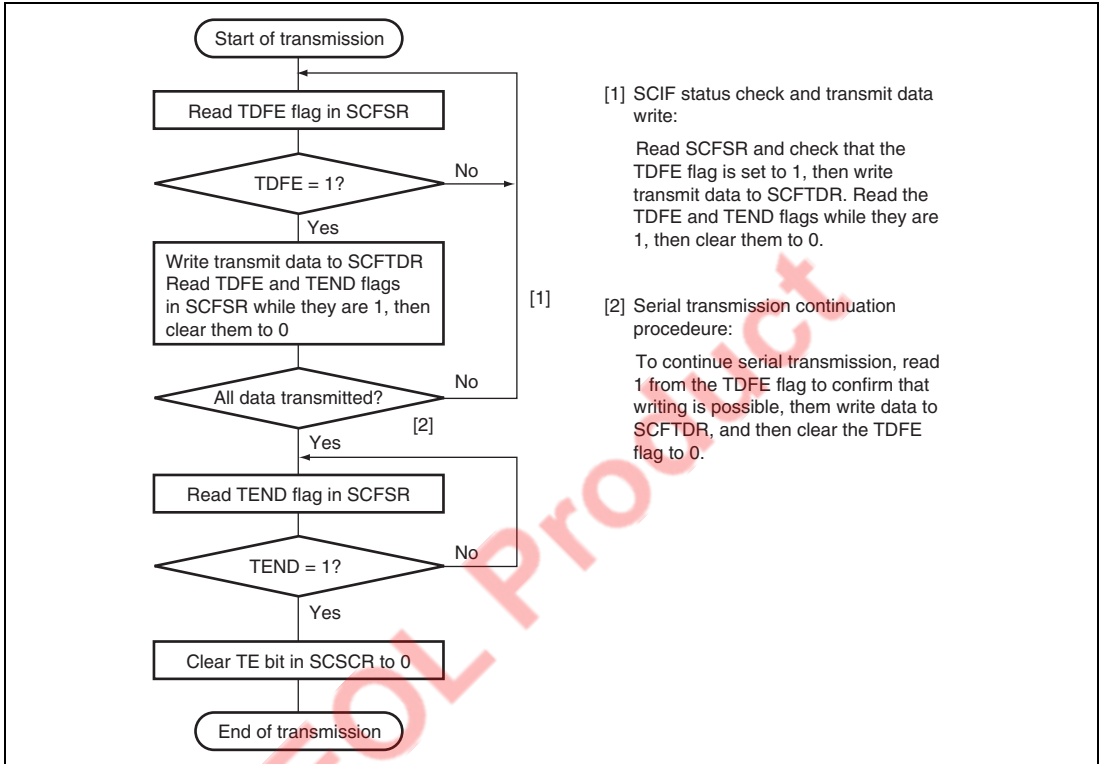 Start of transmission
Read TDFE flag in SCFSR
TDFE = 1?
No
Yes
Write transmit data to SCFTDR
Read TDFE and TEND flags
in SCFSR while they are 1, then
clear them to 0
[1]
All data transmitted?
No
[2]
Yes
Read TEND flag in SCFSR
TEND = 1?
No
Yes
Clear TE bit in SCSCR to 0
End of transmission
[1] SCIF status check and transmit data
write:
Read SCFSR and check that the
TDFE flag is set to 1, then write
transmit data to SCFTDR. Read the
TDFE and TEND flags while they are
1, then clear them to 0.
[2] Serial transmission continuation
procedeure:
To continue serial transmission, read
1 from the TDFE flag to confirm that
writing is possible, them write data to
SCFTDR, and then clear the TDFE
flag to 0.
EOL Product